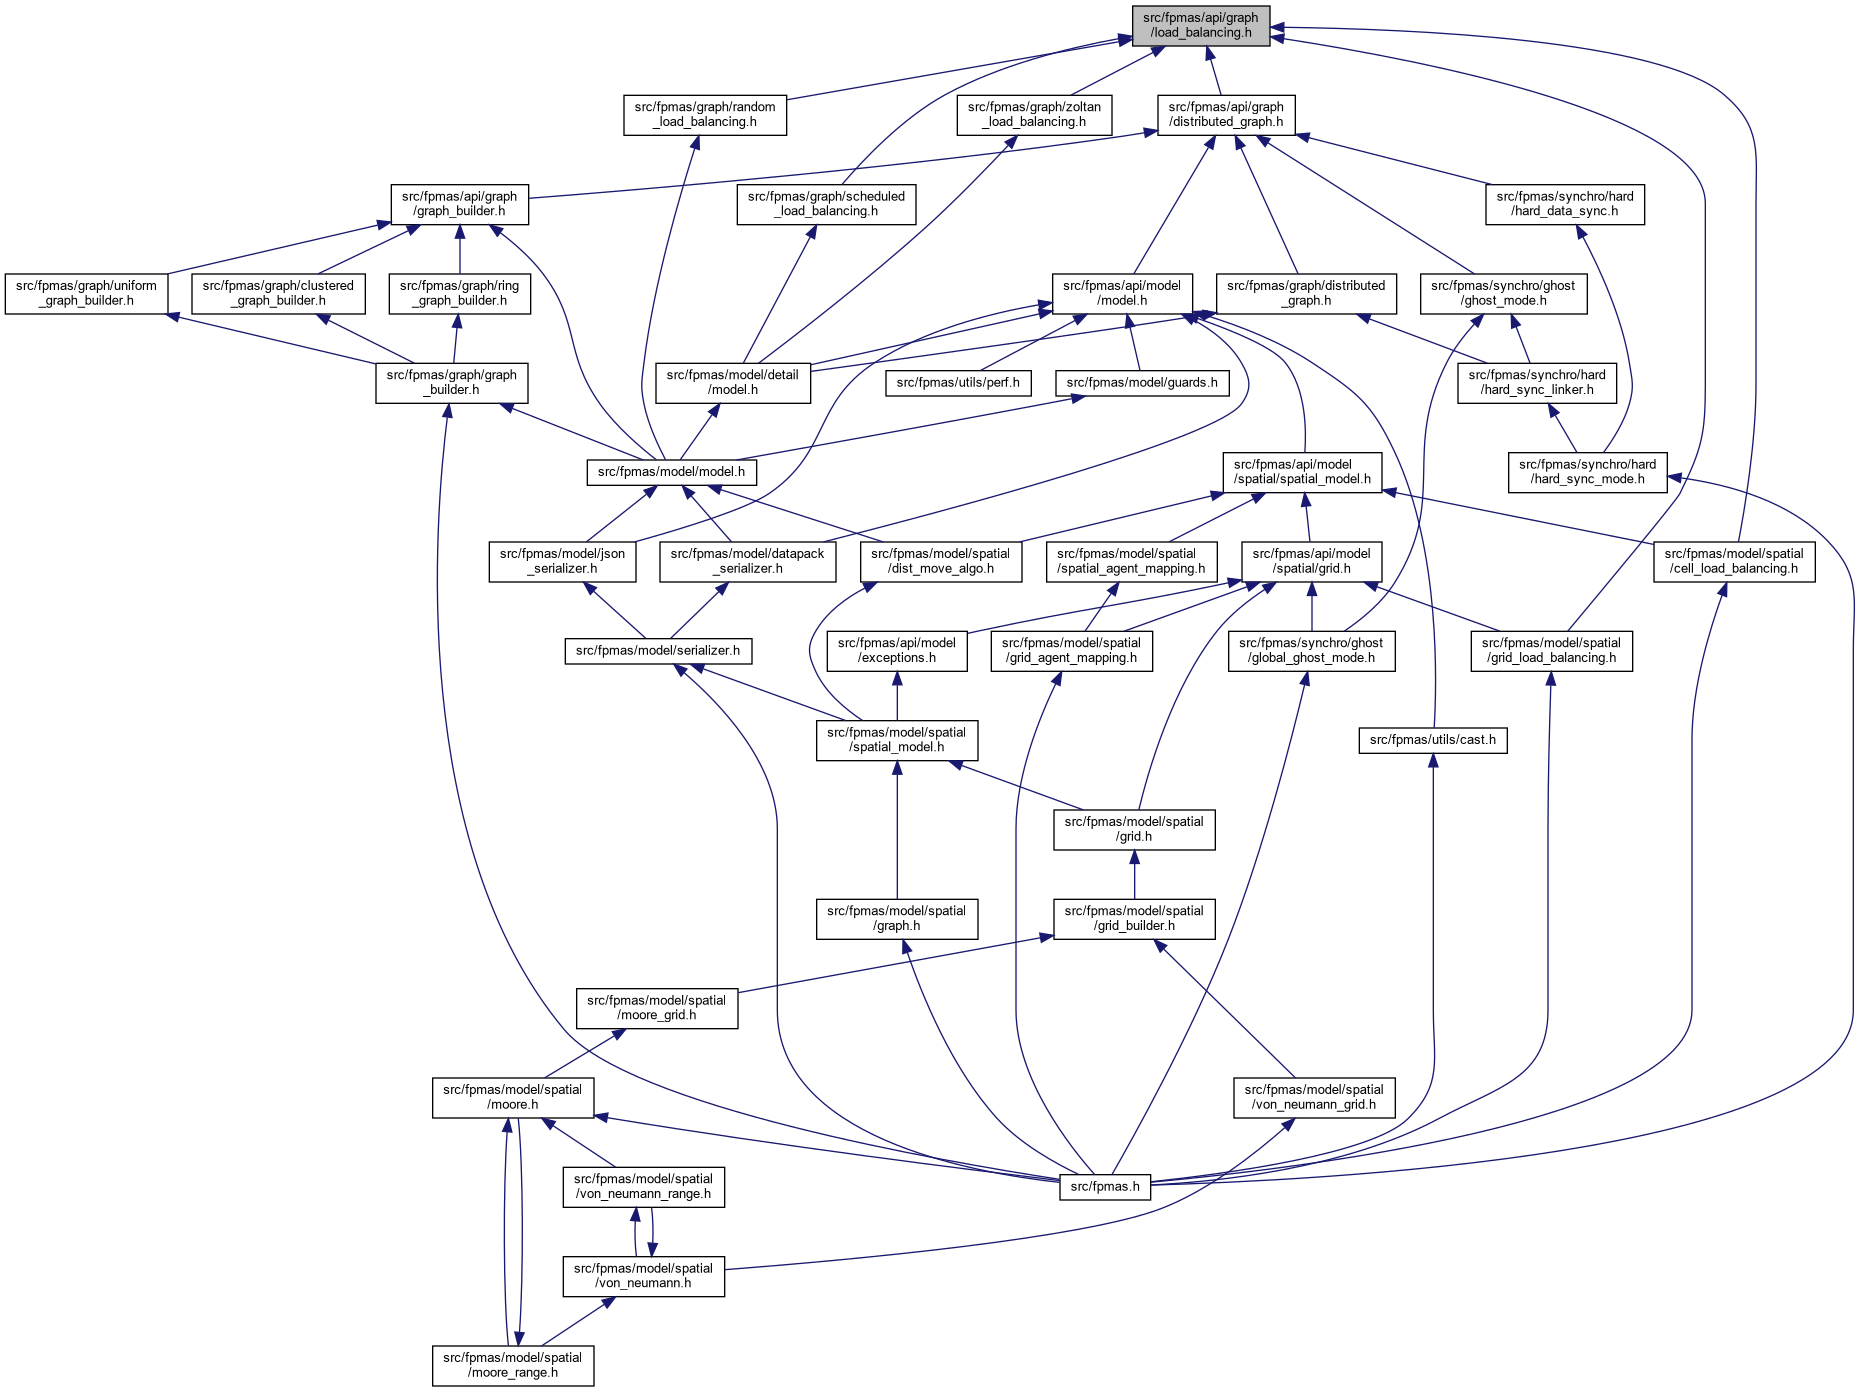 src/fpmas/api/graph
/load_balancing.h
src/fpmas/graph/random
_load_balancing.h
src/fpmas/graph/zoltan
_load_balancing.h
src/fpmas/api/graph
/distributed_graph.h
src/fpmas/api/graph
/graph_builder.h
src/fpmas/graph/scheduled
_load_balancing.h
src/fpmas/synchro/hard
/hard_data_sync.h
src/fpmas/graph/uniform
_graph_builder.h
src/fpmas/graph/clustered
_graph_builder.h
src/fpmas/graph/ring
_graph_builder.h
src/fpmas/api/model
/model.h
src/fpmas/graph/distributed
_graph.h
src/fpmas/synchro/ghost
/ghost_mode.h
src/fpmas/graph/graph
_builder.h
src/fpmas/model/detail
/model.h
src/fpmas/utils/perf.h
src/fpmas/model/guards.h
src/fpmas/synchro/hard
/hard_sync_linker.h
src/fpmas/model/model.h
src/fpmas/api/model
/spatial/spatial_model.h
src/fpmas/synchro/hard
/hard_sync_mode.h
src/fpmas/model/json
_serializer.h
src/fpmas/model/datapack
_serializer.h
src/fpmas/model/spatial
/dist_move_algo.h
src/fpmas/model/spatial
/spatial_agent_mapping.h
src/fpmas/api/model
/spatial/grid.h
src/fpmas/model/spatial
/cell_load_balancing.h
src/fpmas/model/serializer.h
src/fpmas/api/model
/exceptions.h
src/fpmas/model/spatial
/grid_agent_mapping.h
src/fpmas/synchro/ghost
/global_ghost_mode.h
src/fpmas/model/spatial
/grid_load_balancing.h
src/fpmas/model/spatial
/spatial_model.h
src/fpmas/utils/cast.h
src/fpmas/model/spatial
/grid.h
src/fpmas/model/spatial
/graph.h
src/fpmas/model/spatial
/grid_builder.h
src/fpmas/model/spatial
/moore_grid.h
src/fpmas/model/spatial
/moore.h
src/fpmas/model/spatial
/von_neumann_grid.h
src/fpmas/model/spatial
/von_neumann_range.h
src/fpmas.h
src/fpmas/model/spatial
/von_neumann.h
src/fpmas/model/spatial
/moore_range.h